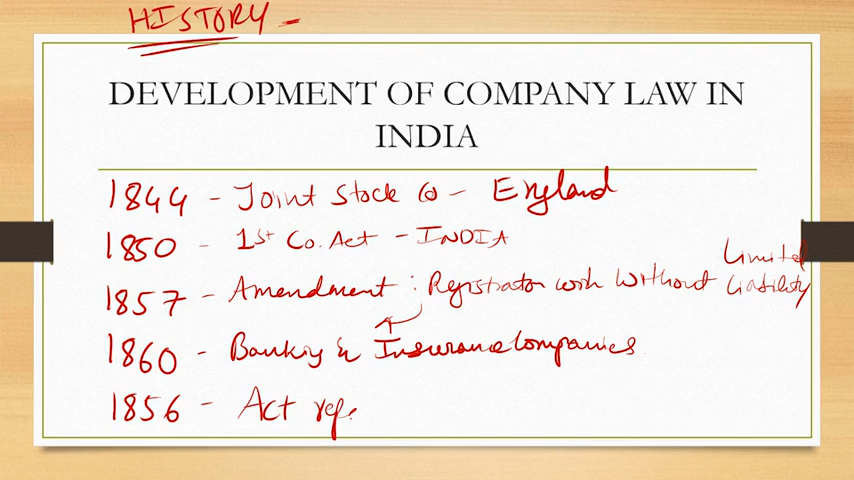 HISTORY -
DEVELOPMENT OF COMPANY LAW IN
INDIA
1844 - Joint Stock Co - England
1850 - 1st Co. Act - INDIA
1857 - Amendment : Registration with Without Limited Liability
1860 - Banking & Insurance Companies
1856 - Act repe